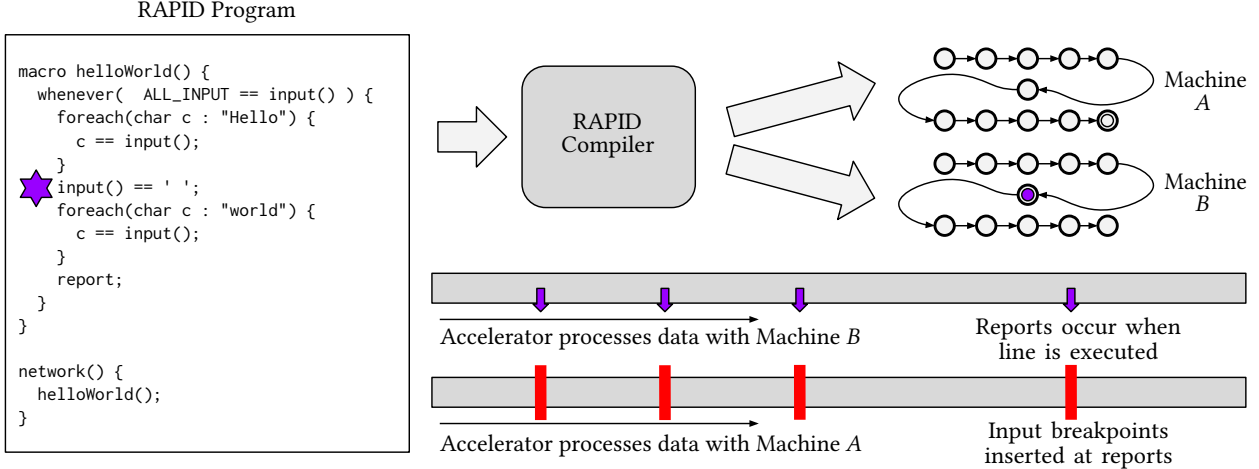 RAPID Program
macro helloWorld() {
whenever( ALL_INPUT == input() ) {
foreach(char c : "Hello") {
c == input();
}
input() == ' ';
foreach(char c : "world") {
c == input();
}
report;
}
}
network() {
helloWorld();
}
RAPID
Compiler
Machine
A
Machine
B
Accelerator processes data with Machine B
Reports occur when
line is executed
Accelerator processes data with Machine A
Input breakpoints
inserted at reports